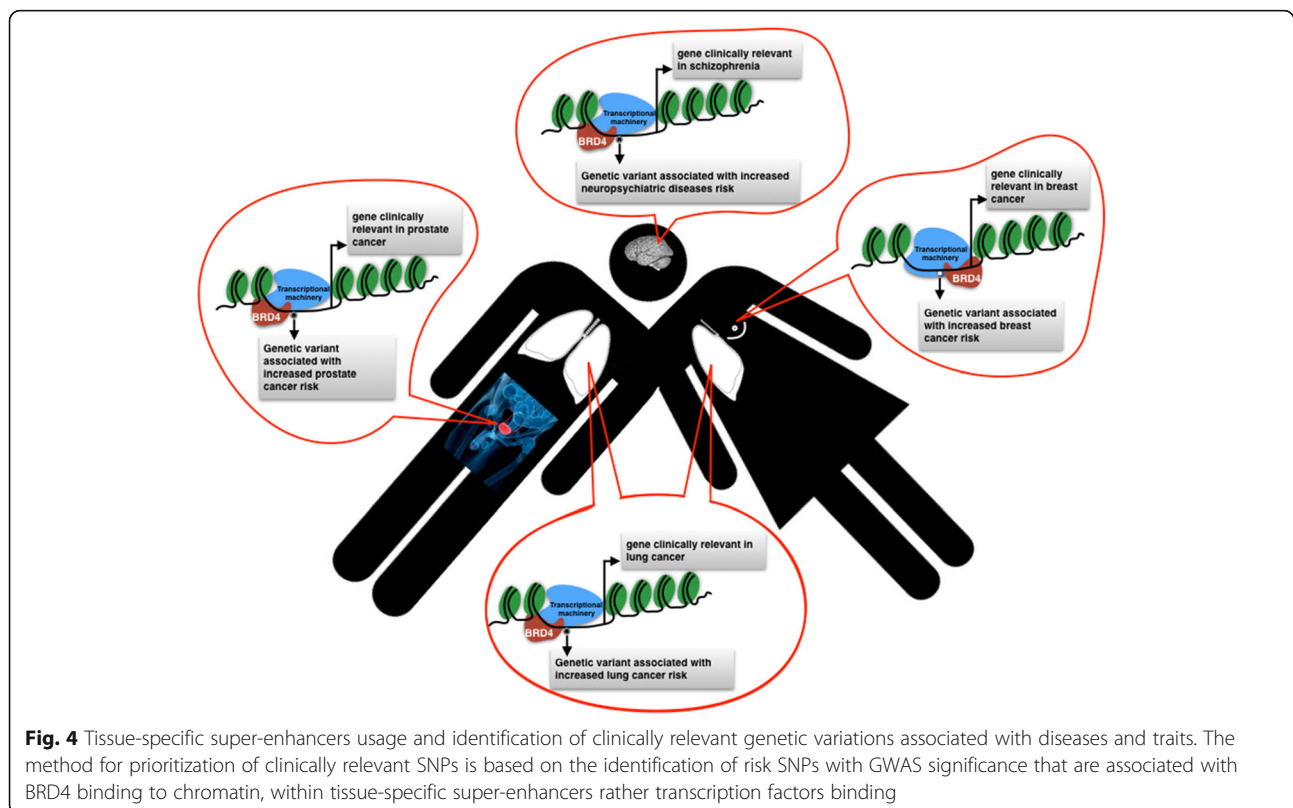 gene clinically relevant
in schizophrenia
Transcriptional
machinery
BRD4
Genetic variant associated with increased
neuropsychiatric diseases risk
gene clinically
relevant in prostate
cancer
Transcriptional
machinery
BRD4
Genetic variant
associated with
increased prostate
cancer risk
gene clinically
relevant in breast
cancer
Transcriptional
machinery
BRD4
Genetic variant associated
with increased breast
cancer risk
gene clinically relevant in
lung cancer
Transcriptional
machinery
BRD4
Genetic variant associated with
increased lung cancer risk
Fig. 4 Tissue-specific super-enhancers usage and identification of clinically relevant genetic variations associated with diseases and traits. The
method for prioritization of clinically relevant SNPs is based on the identification of risk SNPs with GWAS significance that are associated with
BRD4 binding to chromatin, within tissue-specific super-enhancers rather transcription factors binding